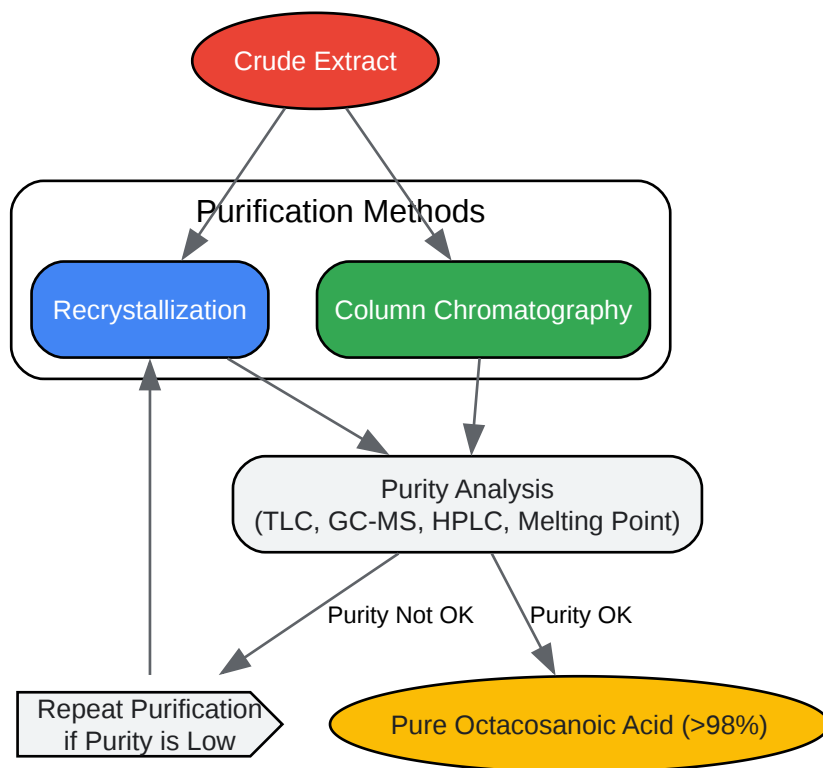 Crude Extract
Purification Methods
Recrystallization
Column Chromatography
Purity Analysis
(TLC, GC-MS, HPLC, Melting Point)
Purity Not OK
Purity OK
Repeat Purification
if Purity is Low
Pure Octacosanoic Acid (>98%)